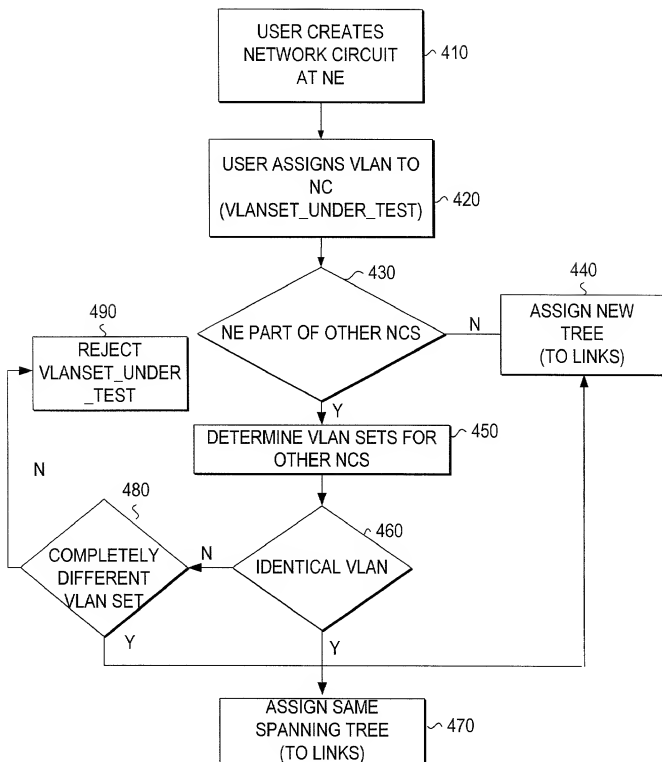 USER CREATES
NETWORK CIRCUIT
AT NE
410
USER ASSIGNS VLAN TO
NC
(VLANSET_UNDER_TEST)
420
430
NE PART OF OTHER NCS
N
440
ASSIGN NEW
TREE
(TO LINKS)
490
REJECT
VLANSET_UNDER
_TEST
Y
DETERMINE VLAN SETS FOR
OTHER NCS
450
N
480
COMPLETELY
DIFFERENT
VLAN SET
N
460
IDENTICAL VLAN
Y
Y
ASSIGN SAME
SPANNING TREE
(TO LINKS)
470